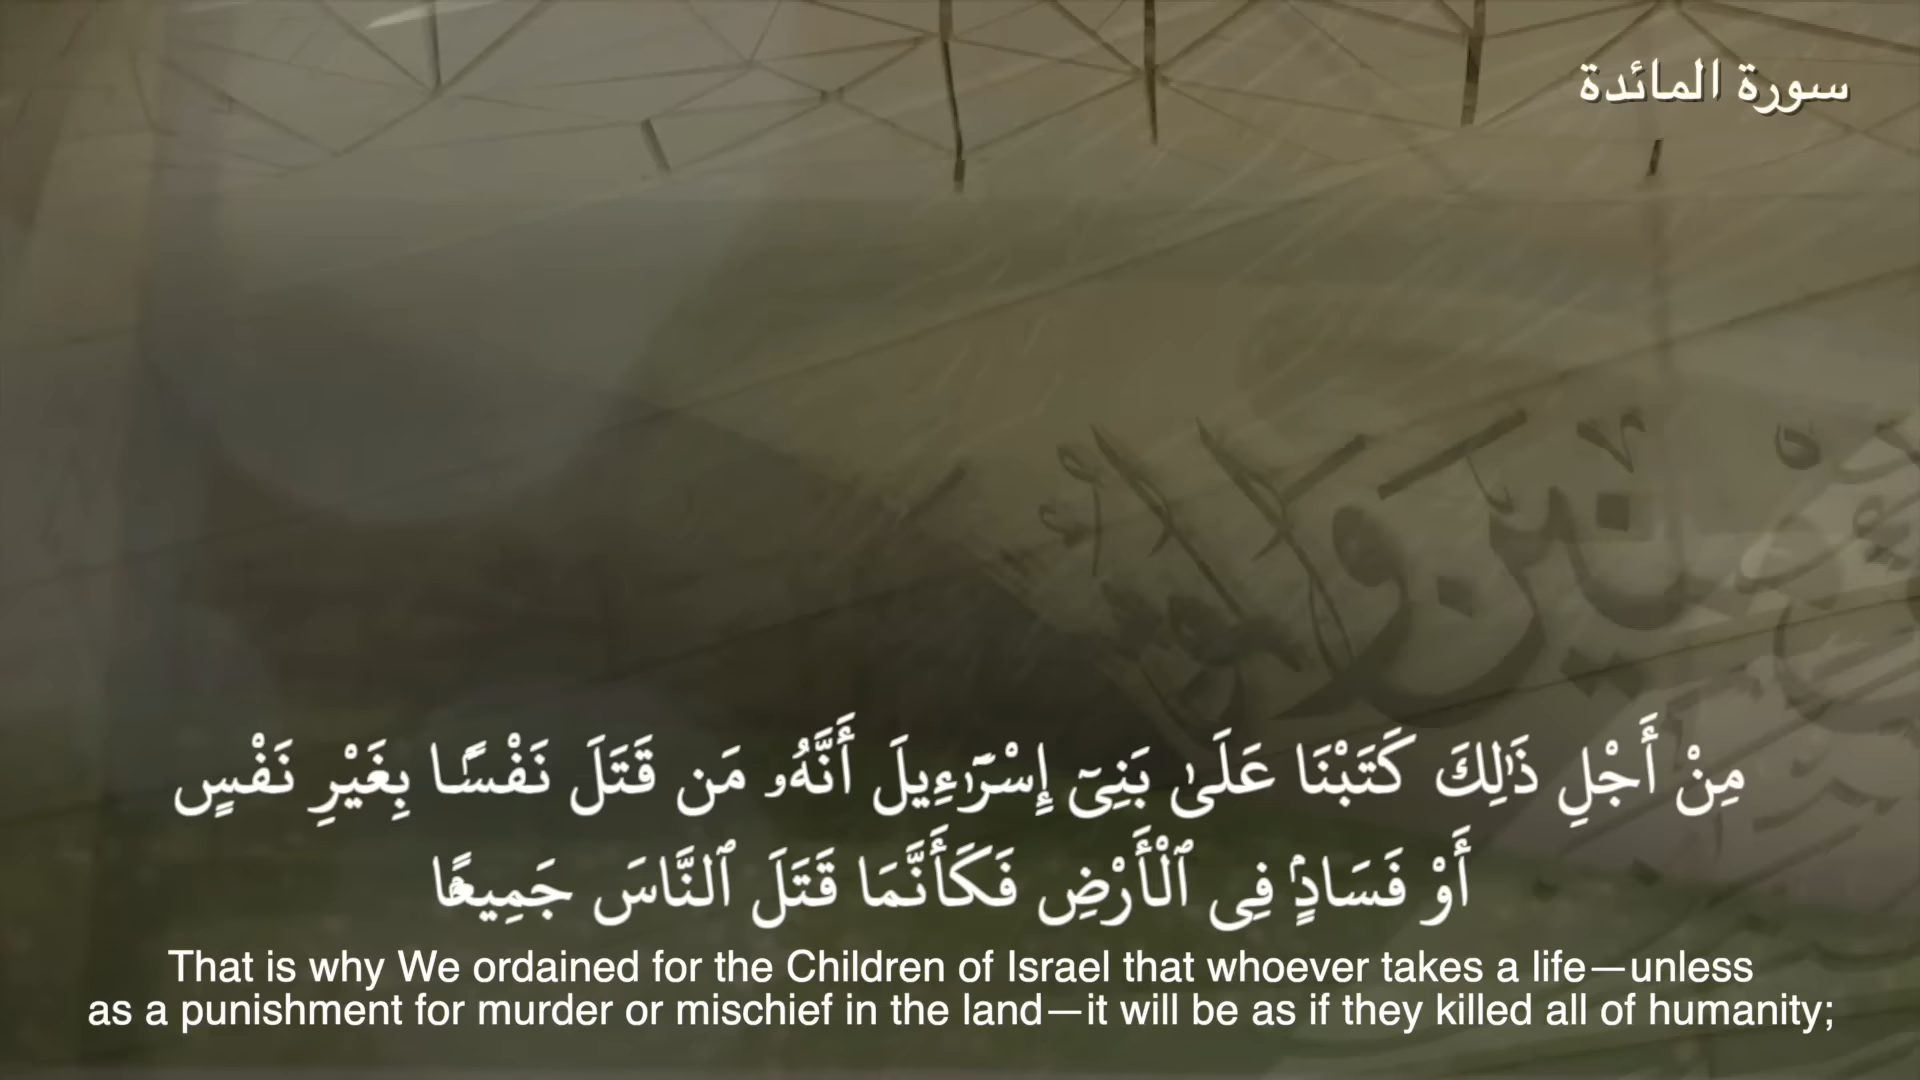 سورة المائدة
مِنْ أَجْلِ ذَٰلِكَ كَتَبْنَا عَلَىٰ بَنِىٓ إِسْرَٰٓءِيلَ أَنَّهُۥ مَن قَتَلَ نَفْسًۢا بِغَيْرِ نَفْسٍ
أَوْ فَسَادٍۢ فِى ٱلْأَرْضِ فَكَأَنَّمَا قَتَلَ ٱلنَّاسَ جَمِيعًۭا
That is why We ordained for the Children of Israel that whoever takes a life—unless
as a punishment for murder or mischief in the land—it will be as if they killed all of humanity;